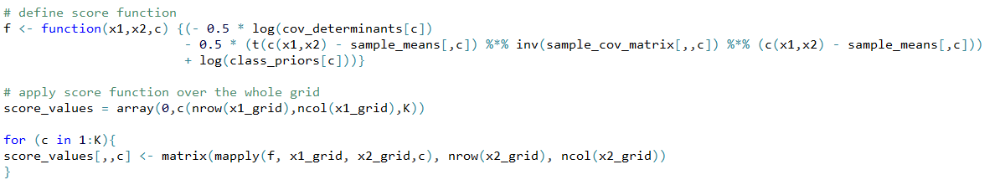 # define score function
f <- function(x1,x2,c) {(- 0.5 * log(cov_determinants[c])
- 0.5 * (t(c(x1,x2) - sample_means[,c]) %*% inv(sample_cov_matrix[,,c]) %*% (c(x1,x2) - sample_means[,c]))
+ log(class_priors[c]))}
# apply score function over the whole grid
score_values = array(0,c(nrow(x1_grid),ncol(x1_grid),K))
for (c in 1:K){
score_values[,,c] <- matrix(mapply(f, x1_grid, x2_grid,c), nrow(x2_grid), ncol(x2_grid))
}